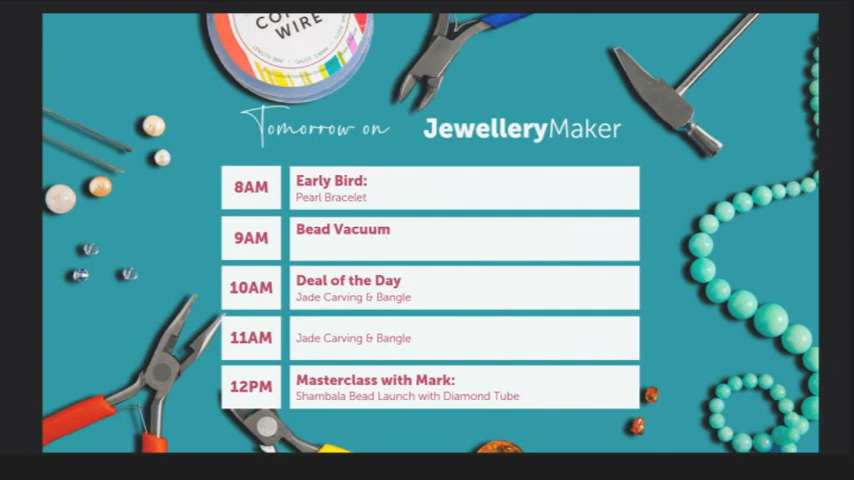 COP
WIRE
Tomorrow on JewelleryMaker
8AM
Early Bird:
Pearl Bracelet
9AM
Bead Vacuum
10AM
Deal of the Day
Jade Carving & Bangle
11AM
Jade Carving & Bangle
12PM
Masterclass with Mark:
Shambala Bead Launch with Diamond Tube